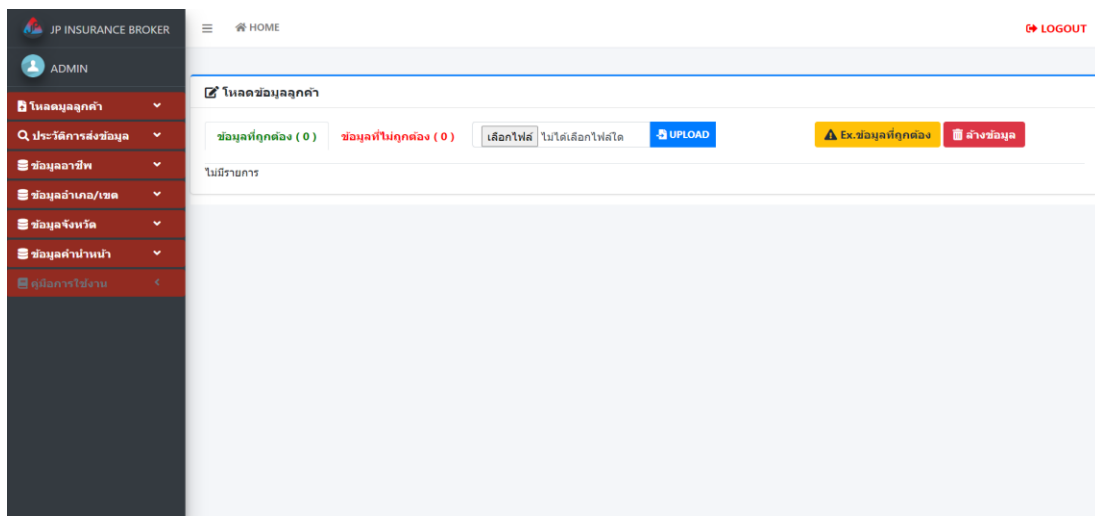 JP INSURANCE BROKER
HOME
LOGOUT
ADMIN
โหลดข้อมูลลูกค้า
โหลดมูลลูกค้า
ข้อมูลที่ถูกต้อง ( 0 ) ข้อมูลที่ไม่ถูกต้อง ( 0 ) เลือกไฟล์ ไม่ได้เลือกไฟล์ใด UPLOAD Ex.ข้อมูลที่ถูกต้อง ล้างข้อมูล
ประวัติการส่งข้อมูล
ไม่มีรายการ
ข้อมูลอาชีพ
ข้อมูลอำเภอ/เขต
ข้อมูลจังหวัด
ข้อมูลคำนำหน้า
คู่มือการใช้งาน